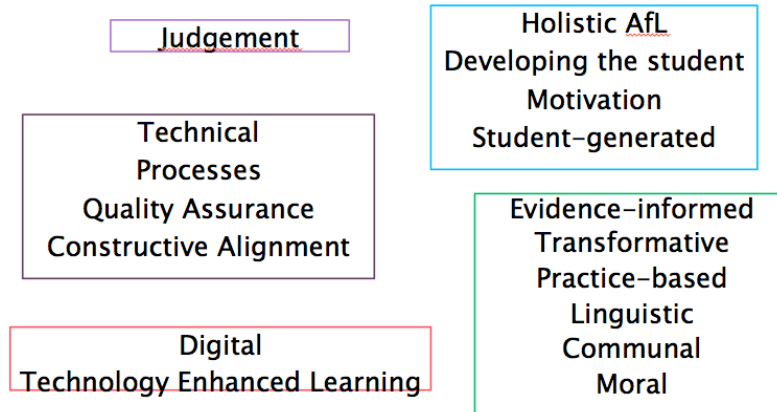 Judgement
Technical
Processes
Quality Assurance
Constructive Alignment
Digital
Technology Enhanced Learning
Holistic AfL
Developing the student
Motivation
Student-generated
Evidence-informed
Transformative
Practice-based
Linguistic
Communal
Moral